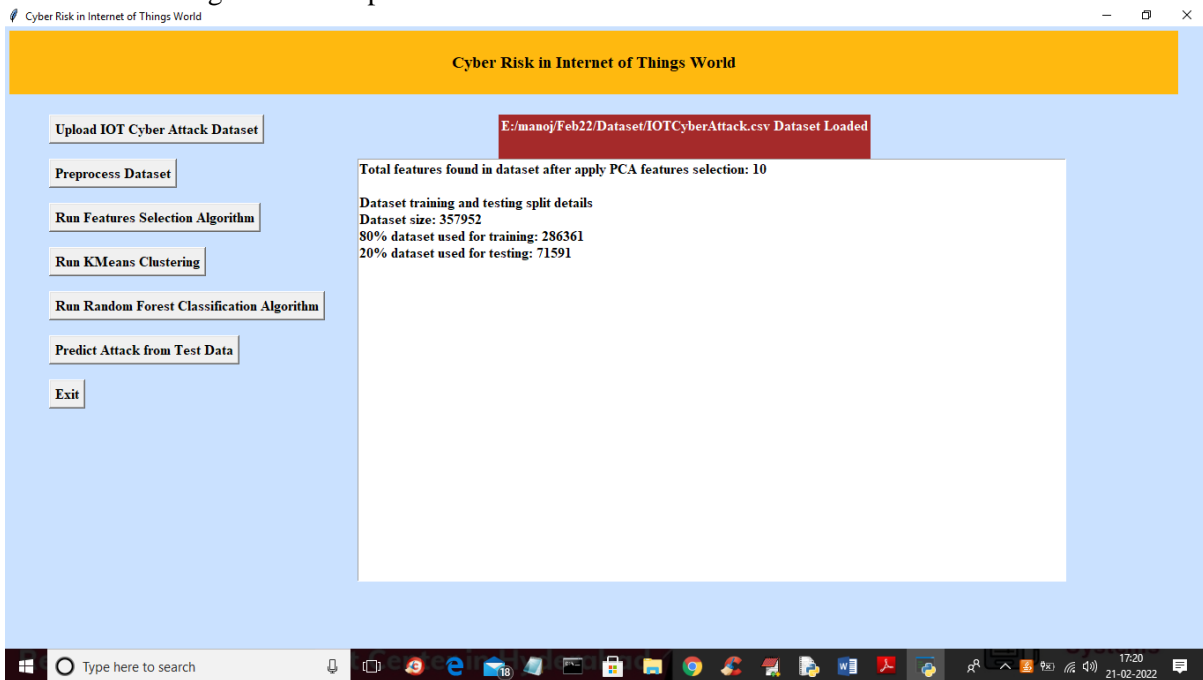 Cyber Risk in Internet of Things World
Cyber Risk in Internet of Things World
Upload IOT Cyber Attack Dataset
E:/manoj/Feb22/Dataset/IOTCyberAttack.csv Dataset Loaded
Preprocess Dataset
Run Features Selection Algorithm
Run KMeans Clustering
Run Random Forest Classification Algorithm
Predict Attack from Test Data
Exit
Total features found in dataset after apply PCA features selection: 10
Dataset training and testing split details
Dataset size: 357952
80% dataset used for training: 286361
20% dataset used for testing: 71591
Type here to search
18
17:20
21-02-2022